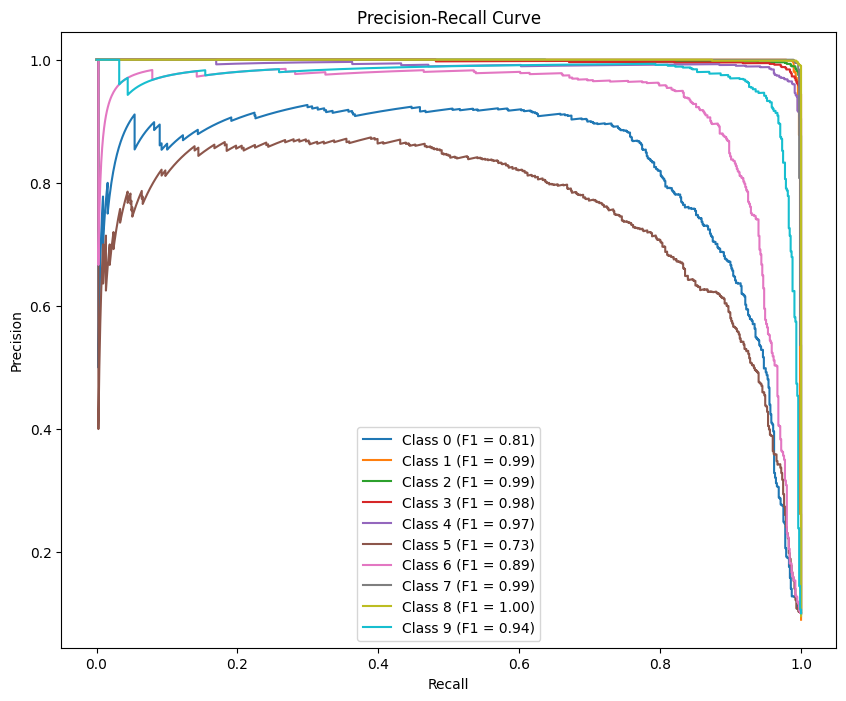 Precision-Recall Curve
1.0
0.8
0.6
0.4
0.2
Precision
Class 0 (F1 = 0.81)
Class 1 (F1 = 0.99)
Class 2 (F1 = 0.99)
Class 3 (F1 = 0.98)
Class 4 (F1 = 0.97)
Class 5 (F1 = 0.73)
Class 6 (F1 = 0.89)
Class 7 (F1 = 0.99)
Class 8 (F1 = 1.00)
Class 9 (F1 = 0.94)
0.0 0.2 0.4 0.6 0.8 1.0
Recall